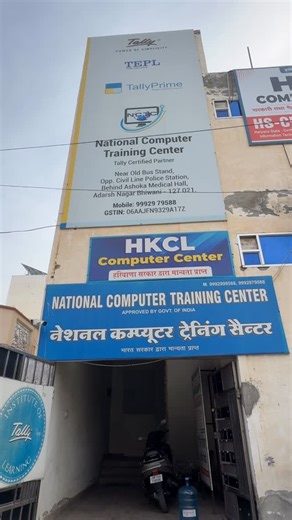 Tally
POWER OF SIMPLICITY
TEPL
TallyPrime
National Computer
Training Center
Tally Certified Partner
Near Old Bus Stand,
Opp. Civil Line Police Station,
Behind Ashoka Medical Hall,
Adarsh Nagar Bhiwani - 127 021
Mobile: 99929 79588
GSTIN: 06AAJFN9329A1Z7
HKCL
Computer Center
हरियाणा सरकार द्वारा मान्यता प्राप्त
NATIONAL COMPUTER TRAINING CENTER
APPROVED BY GOVT. OF INDIA
नेशनल कम्प्यूटर ट्रेनिंग सैन्टर
भारत सरकार द्वारा मान्यता प्राप्त
H
COM
HS-C
INSTITUTE OF
Tally
LEARNING